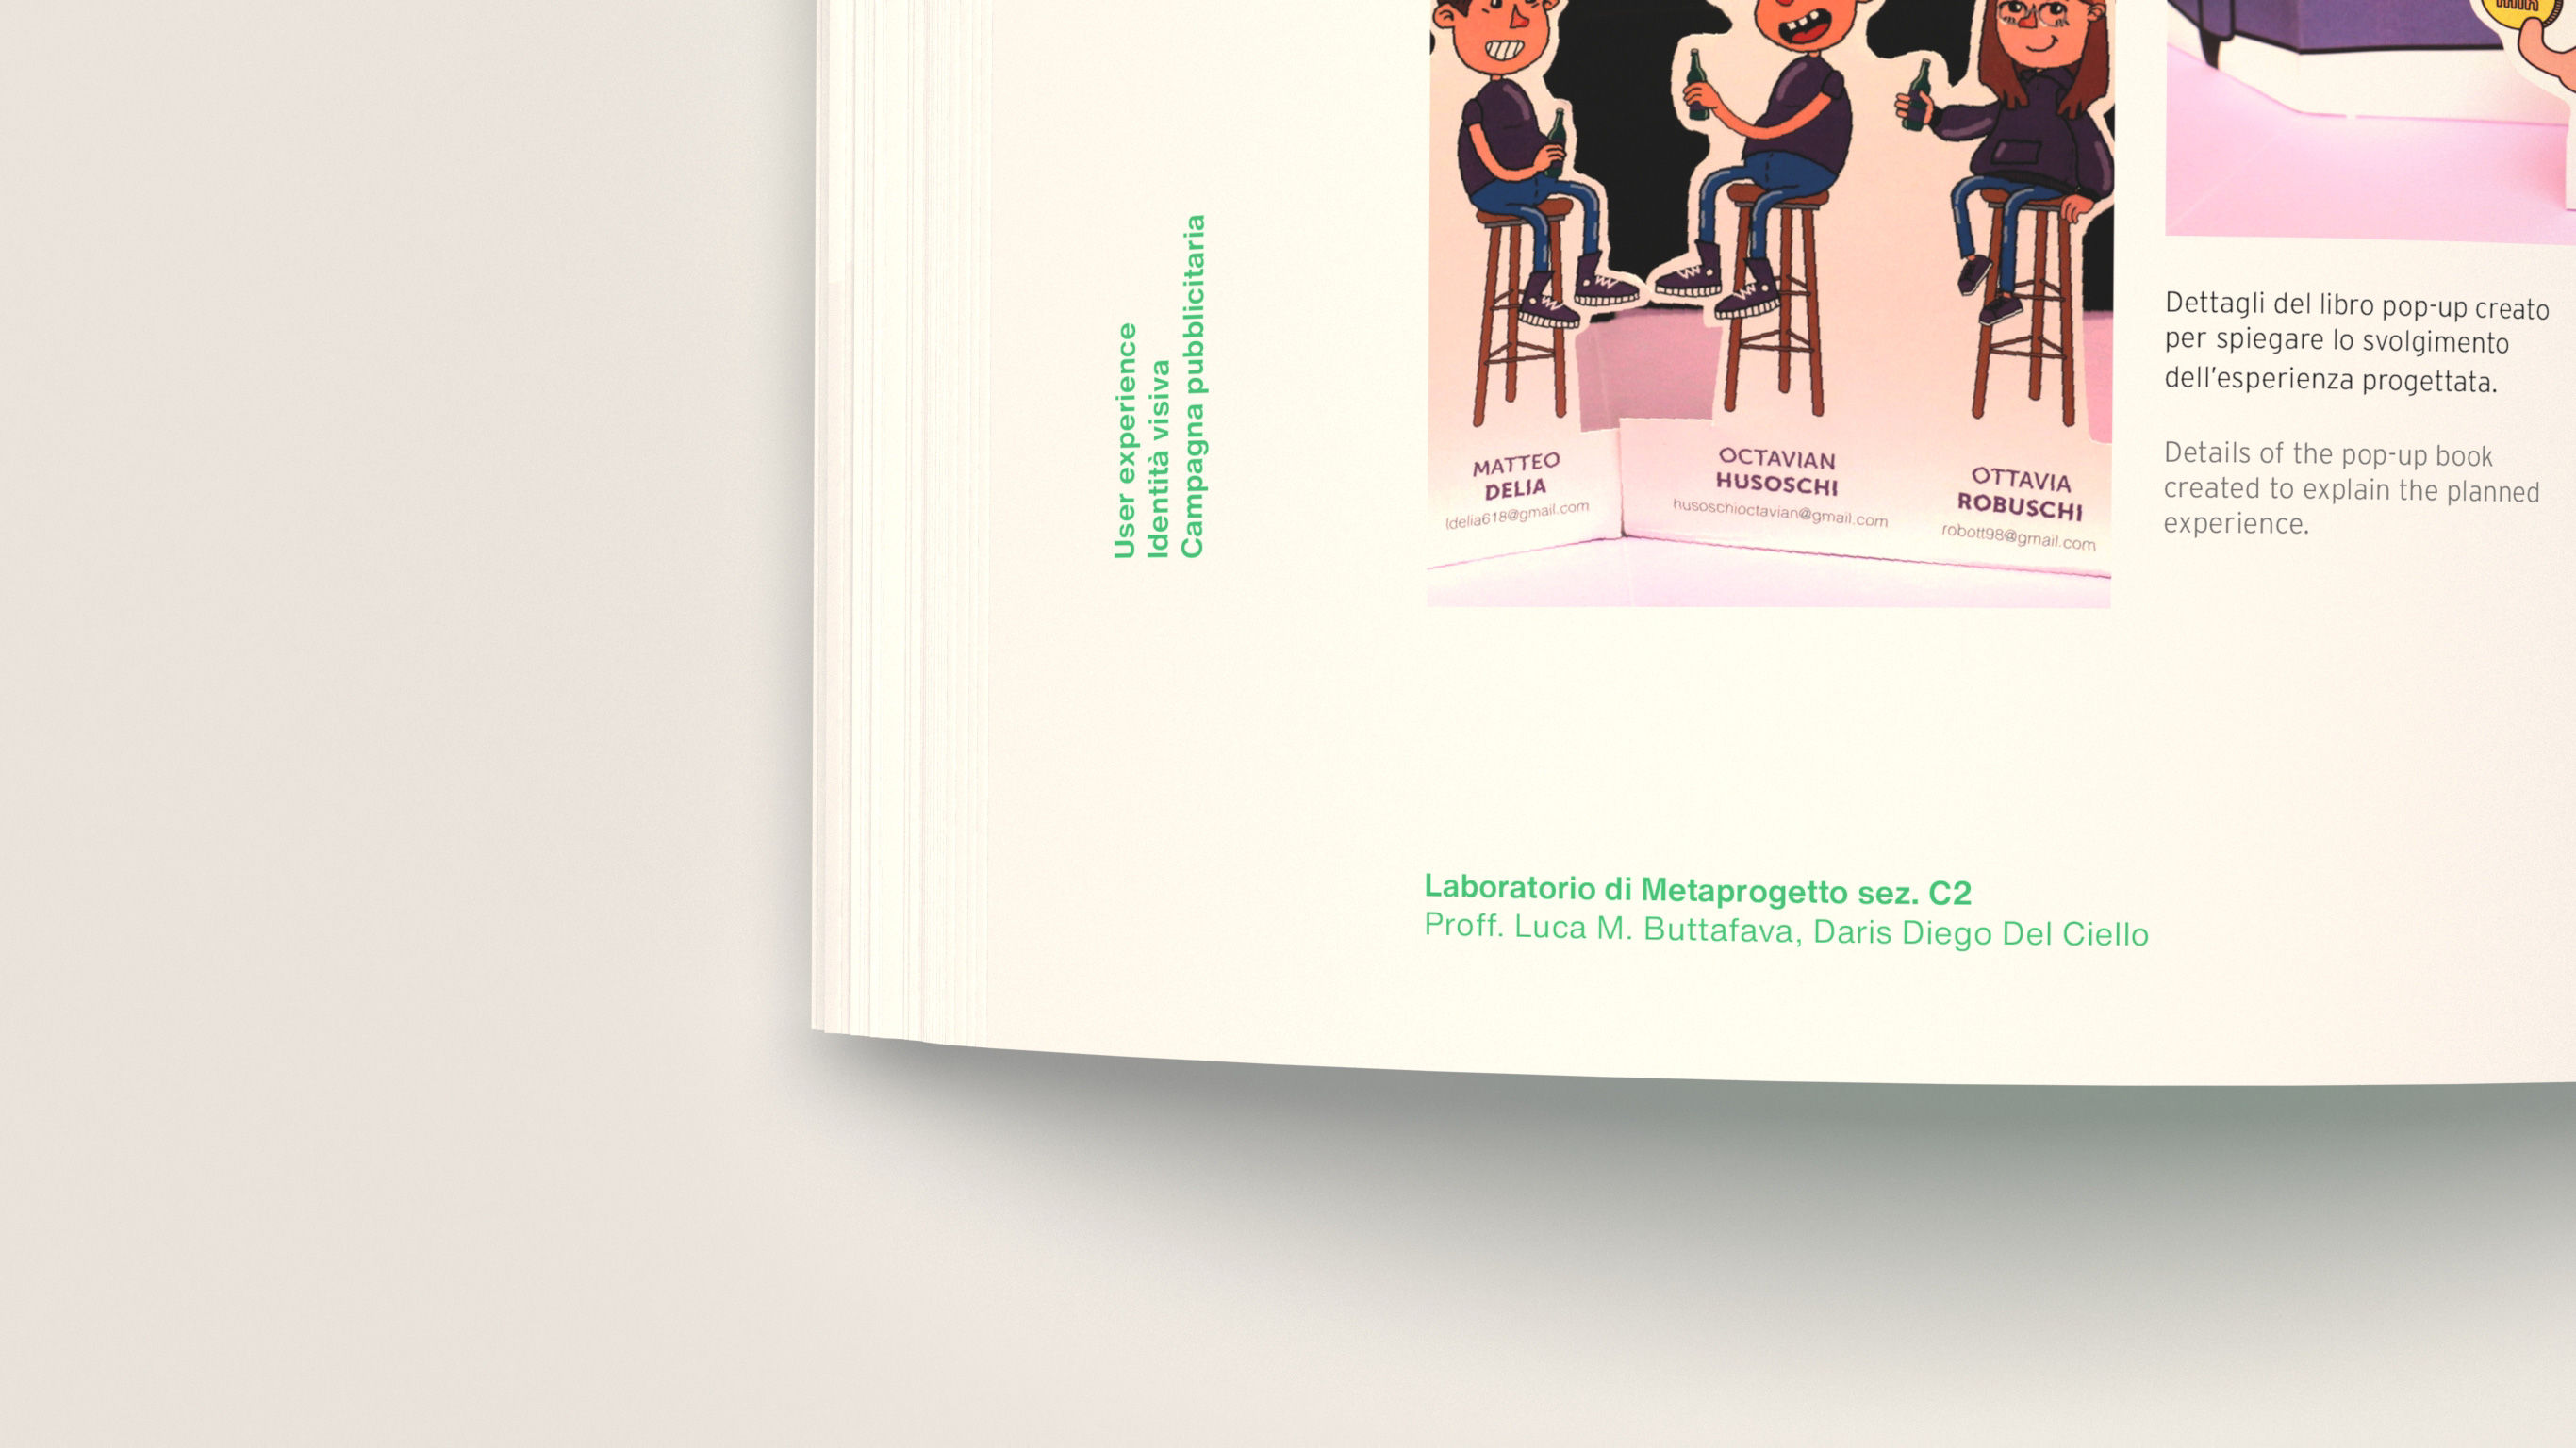 User experience
Identità visiva
Campagna pubblicitaria
MATTEO
DELIA
ldelia618@gmail.com
OCTAVIAN
HUSOSCHI
husoschioctavian@gmail.com
OTTAVIA
ROBUSCHI
robott98@gmail.com
Dettagli del libro pop-up creato
per spiegare lo svolgimento
dell'esperienza progettata.
Details of the pop-up book
created to explain the planned
experience.
Laboratorio di Metaprogetto sez. C2
Proff. Luca M. Buttafava, Daris Diego Del Ciello